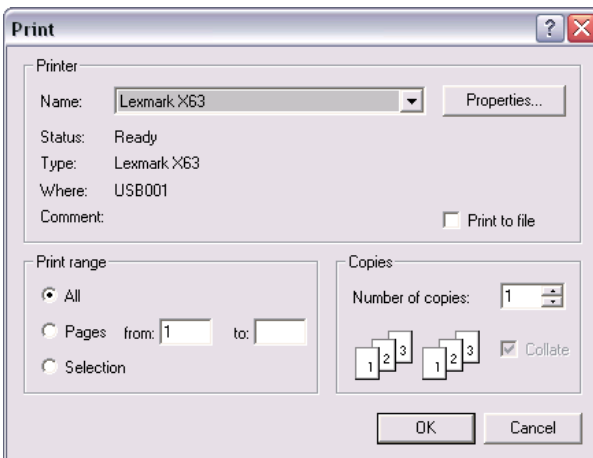 Print
Printer
Name: Lexmark X63 Properties...
Status: Ready
Type: Lexmark X63
Where: USB001
Comment: Print to file
Print range
All
Pages from: 1 to:
Selection
Copies
Number of copies: 1
1 2 3 1 2 3 Collate
OK Cancel